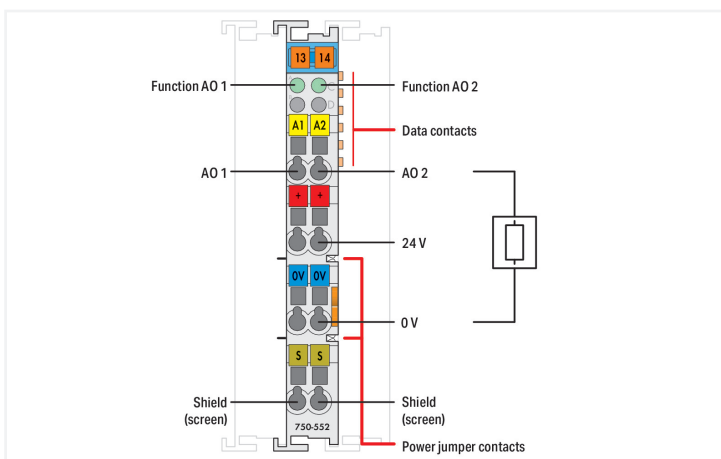 13 14
Function AO 1
C
Function AO 2
D
A1 A2
Data contacts
AO 1
AO 2
+ +
24 V
0V 0V
0 V
S S
Shield
(screen)
Shield
(screen)
750-552
Power jumper contacts